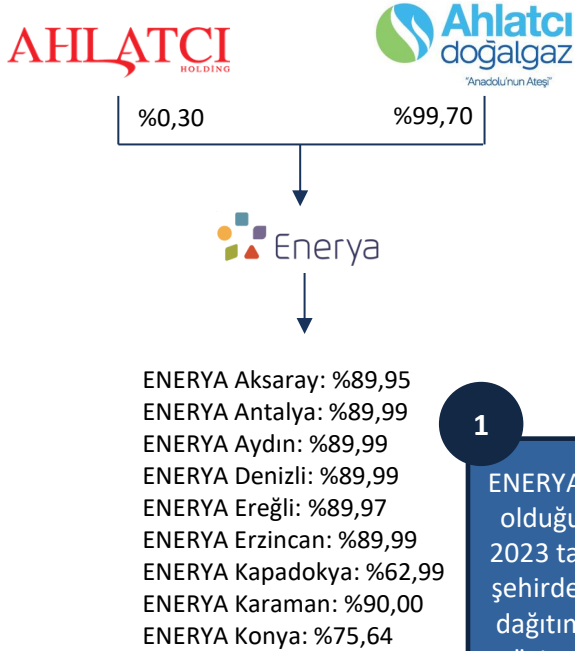 AHLATCI
HOLDİNG
Ahlatcı
doğalgaz
"Anadolu'nun Ateşi"
%0,30
%99,70
Enerya
ENERYA Aksaray: %89,95
ENERYA Antalya: %89,99
ENERYA Aydın: %89,99
ENERYA Denizli: %89,99
ENERYA Ereğli: %89,97
ENERYA Erzincan: %89,99
ENERYA Kapadokya: %62,99
ENERYA Karaman: %90,00
ENERYA Konya: %75,64
1
ENERYA
olduğu
2023 ta
şehirde
dağıtın